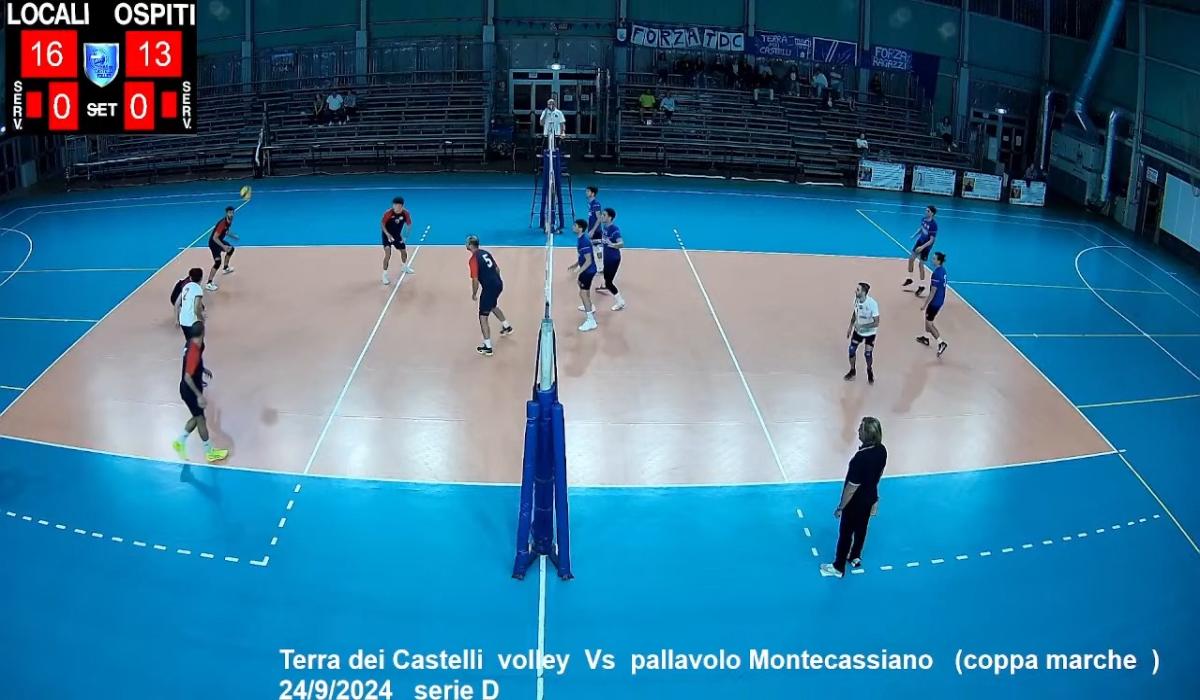 LOCALI OSPITI
16 13
SERV. 0 SET 0 SERV.
FORZA TDC
TERRA
CASTELLI
FORZA
RAGAZZI
5
Terra dei Castelli volley Vs pallavolo Montecassiano (coppa marche )
24/9/2024 serie D